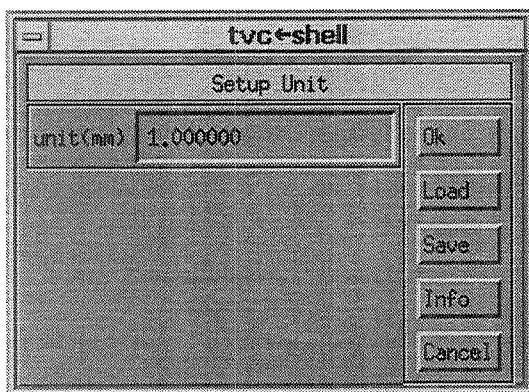 tvc←shell
Setup Unit
unit(mm) 1.000000
Ok
Load
Save
Info
Cancel